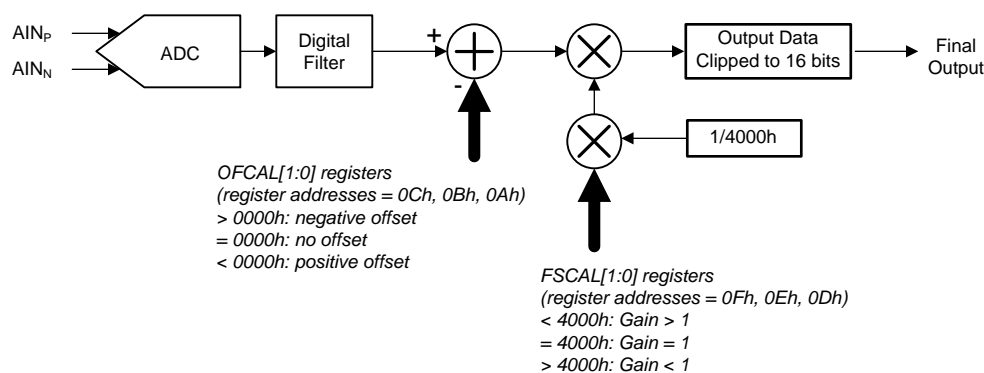 AINP
AINN
ADC
Digital
Filter
+
-
Output Data
Clipped to 16 bits
Final
Output
1/4000h
OFCAL[1:0] registers
(register addresses = 0Ch, 0Bh, 0Ah)
> 0000h: negative offset
= 0000h: no offset
< 0000h: positive offset
FSCAL[1:0] registers
(register addresses = 0Fh, 0Eh, 0Dh)
< 4000h: Gain > 1
= 4000h: Gain = 1
> 4000h: Gain < 1